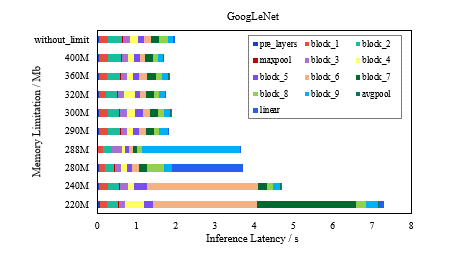 GoogLeNet
Memory Limitation / Mb
without_limit
400M
360M
320M
300M
290M
288M
280M
240M
220M
pre_layers block_1 block_2
maxpool block_3 block_4
block_5 block_6 block_7
block_8 block_9 avgpool
linear
0 1 2 3 4 5 6 7 8
Inference Latency / s